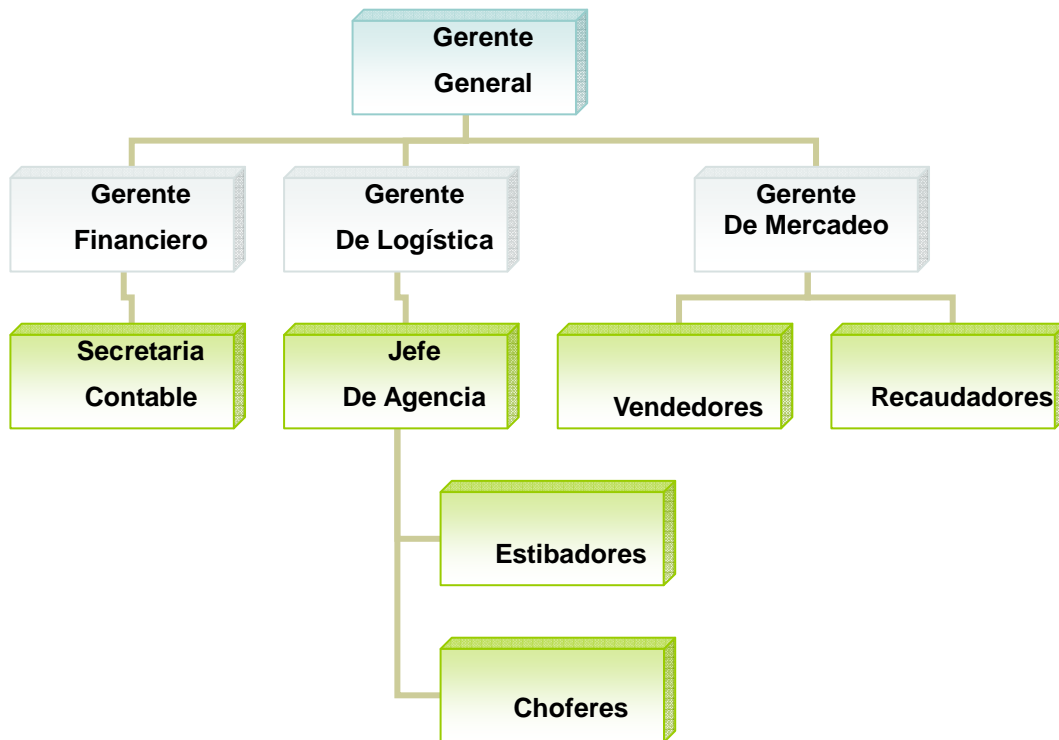 Gerente
General
Gerente
Financiero
Gerente
De Logística
Gerente
De Mercadeo
Secretaria
Contable
Jefe
De Agencia
Vendedores
Recaudadores
Estibadores
Choferes